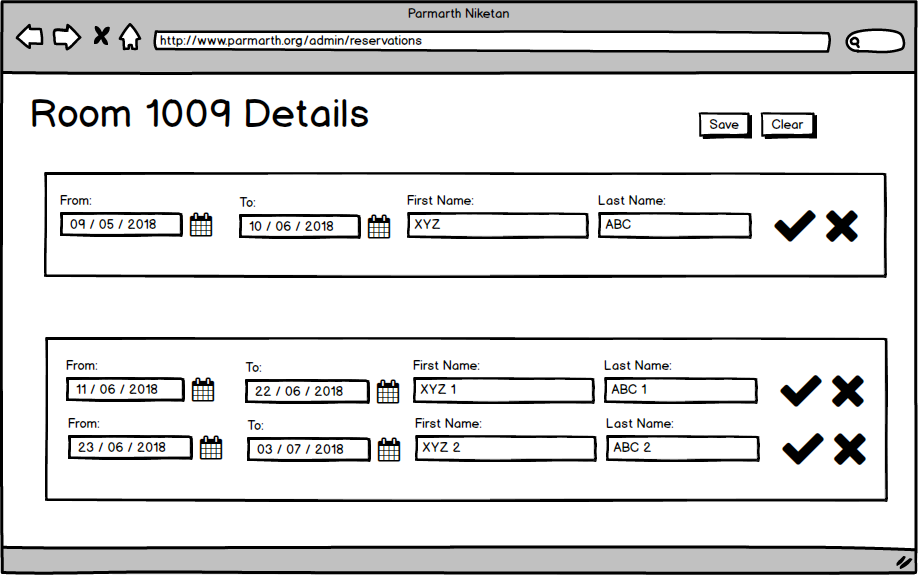 Parmarth Niketan
http://www.parmarth.org/admin/reservations
Room 1009 Details
Save Clear
From: To: First Name: Last Name:
09 / 05 / 2018 10 / 06 / 2018 XYZ ABC
From: To: First Name: Last Name:
11 / 06 / 2018 22 / 06 / 2018 XYZ 1 ABC 1
From: To: First Name: Last Name:
23 / 06 / 2018 03 / 07 / 2018 XYZ 2 ABC 2